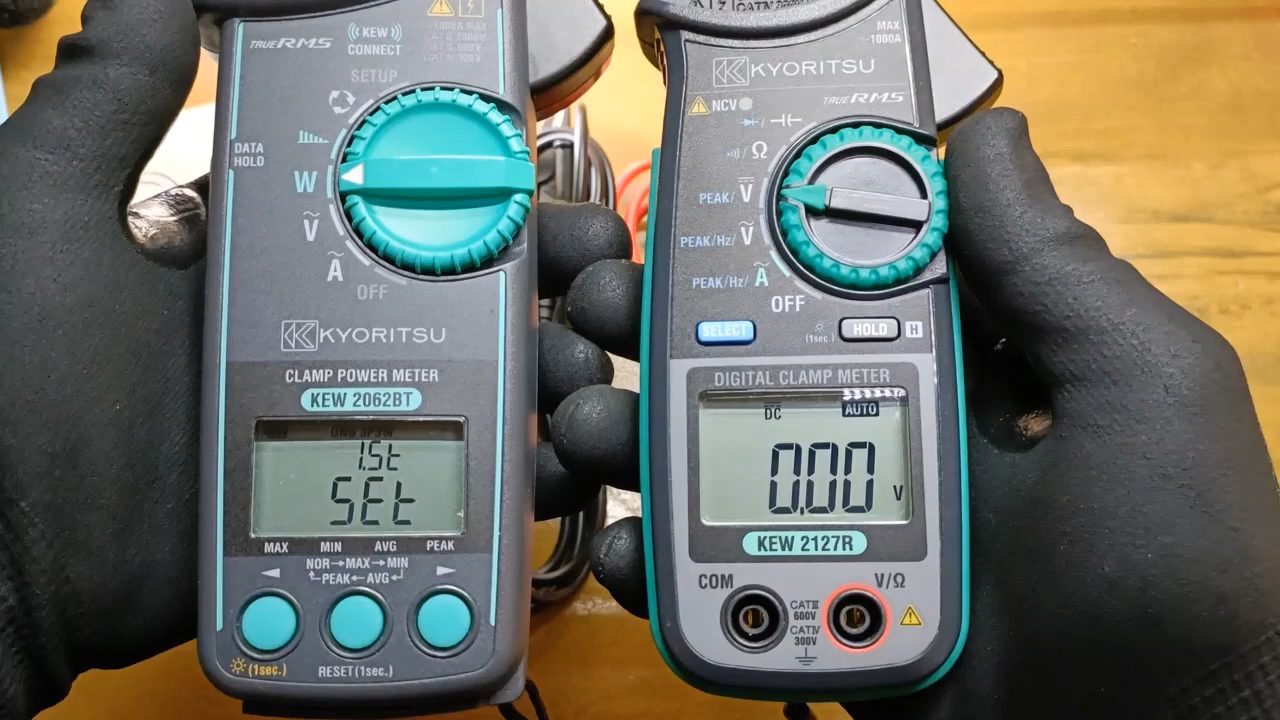 TRUE RMS
KEW
CONNECT
1000A MAX
SETUP
DATA
HOLD
W
Ṽ
Ã
OFF
KYORITSU
CLAMP POWER METER
KEW 2062BT
1.St
SEt
MAX MIN AVG PEAK
NOR→MAX→MIN
PEAK←AVG
(1sec.)
RESET(1sec.)
MAX
~1000A
KYORITSU
NCV
TRUE RMS
Ω
PEAK/ V
PEAK/Hz/ Ṽ
PEAK/Hz/ Ã
OFF
SELECT
(1sec.)
HOLD
H
DIGITAL CLAMP METER
DC
AUTO
0.00 V
KEW 2127R
COM
V/Ω
CATⅢ
600V
CATⅣ
300V